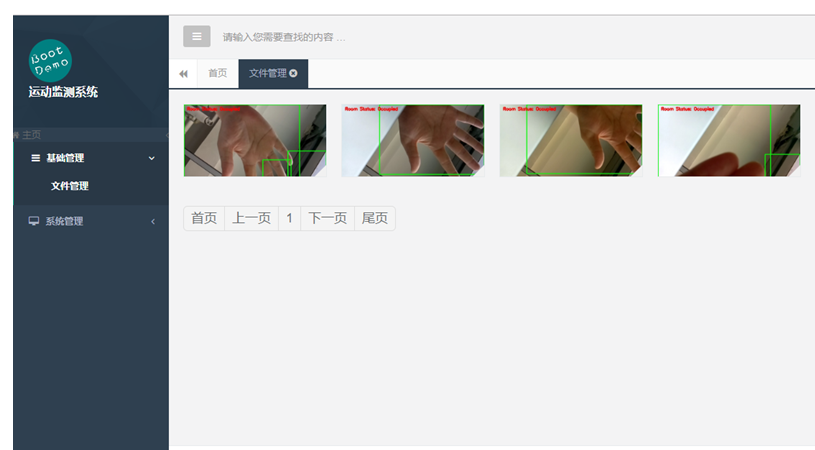 Boot
Demo
运动监测系统
主页
基础管理
文件管理
系统管理
请输入您需要查找的内容 …
首页
文件管理
Room Status: Occupied
Room Status: Occupied
Room Status: Occupied
Room Status: Occupied
首页 上一页 1 下一页 尾页